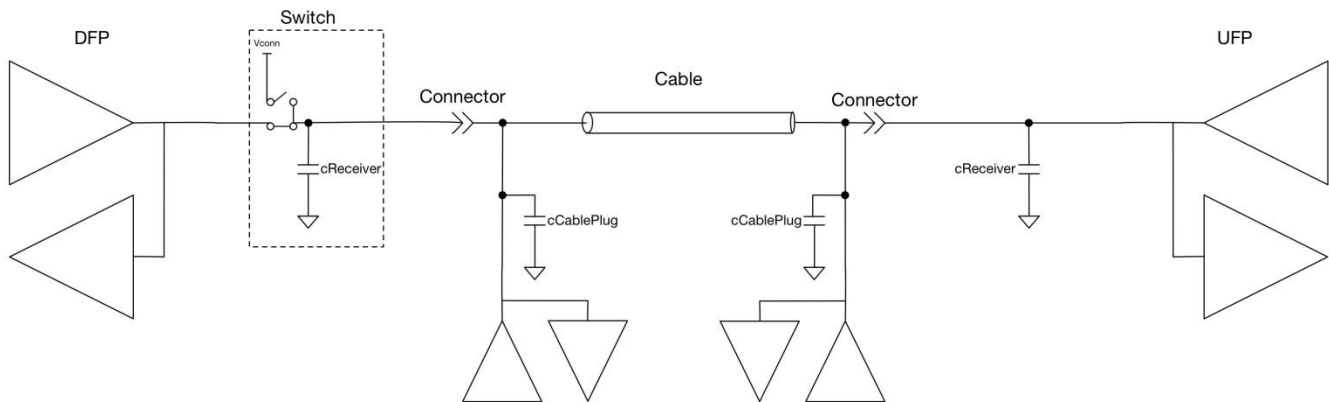 Switch
DFP
UFP
Vconn
Cable
Connector
Connector
cReceiver
cReceiver
cCablePlug
cCablePlug